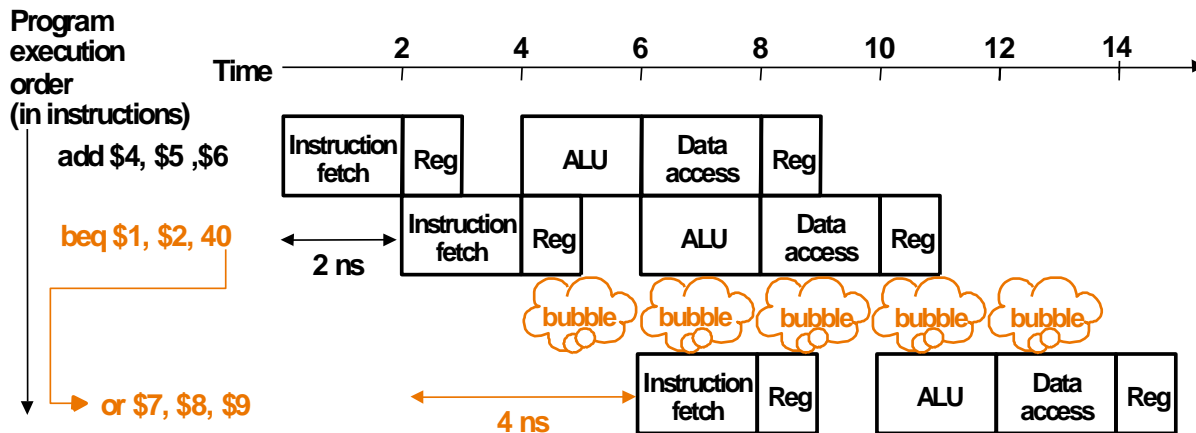 Program
execution
order
(in instructions)
Time
2 4 6 8 10 12 14
add $4, $5 ,$6
Instruction
fetch
Reg
ALU
Data
access
Reg
beq $1, $2, 40
2 ns
Instruction
fetch
Reg
ALU
Data
access
Reg
bubble bubble bubble bubble bubble
or $7, $8, $9
4 ns
Instruction
fetch
Reg
ALU
Data
access
Reg